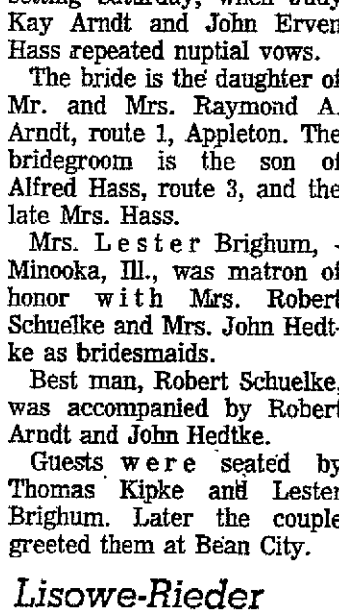 setting Saturday, when Judy
Kay Arndt and John Erven
Hass repeated nuptial vows.
The bride is the daughter of
Mr. and Mrs. Raymond A.
Arndt, route 1, Appleton. The
bridegroom is the son of
Alfred Hass, route 3, and the
late Mrs. Hass.
Mrs. Lester Brighum,
Minooka, Ill., was matron of
honor with Mrs. Robert
Schuelke and Mrs. John Hedt-
ke as bridesmaids.
Best man, Robert Schuelke,
was accompanied by Robert
Arndt and John Hedtke.
Guests were seated by
Thomas Kipke and Lester
Brighum. Later the couple
greeted them at Bean City.
Lisowe-Rieder